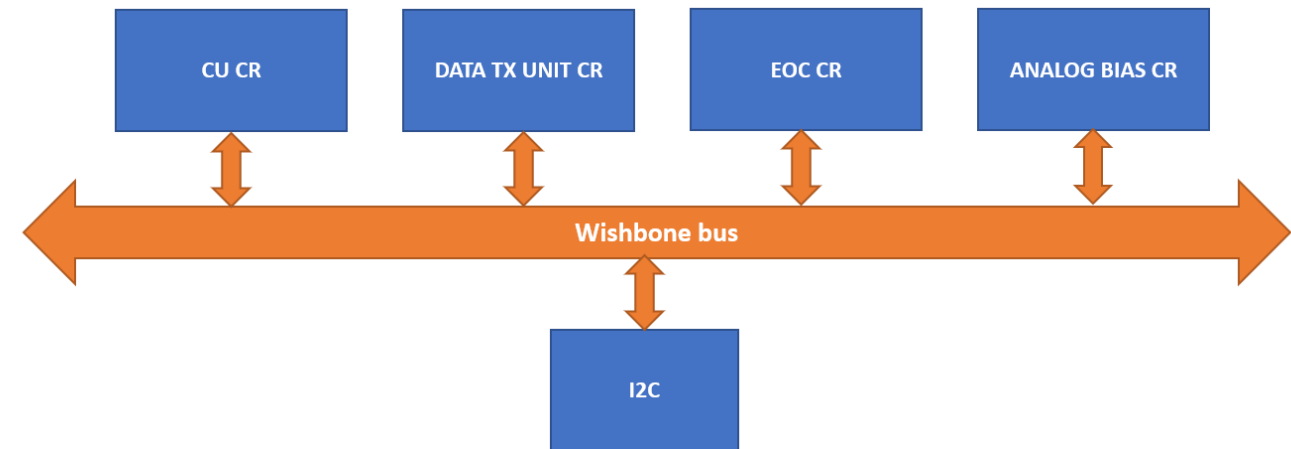 CU CR
DATA TX UNIT CR
EOC CR
ANALOG BIAS CR
Wishbone bus
I2C